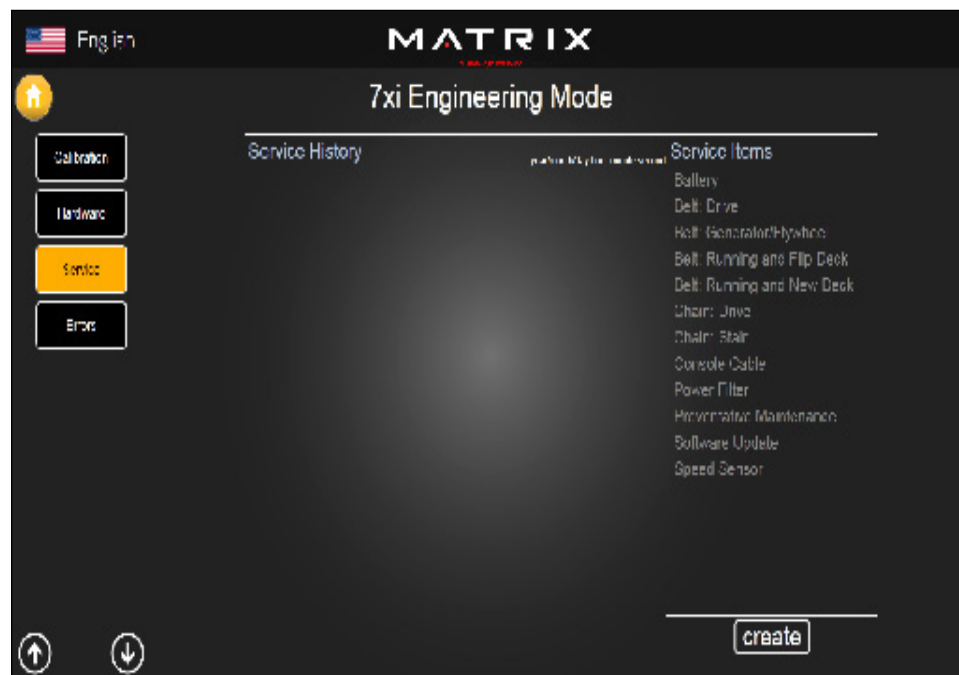 English
MATRIX
7xi Engineering Mode
Calibration
Hardware
Service
Errors
Service History
Service Items
Battery
Belt: Drive
Belt: Generator/Flywheel
Belt: Running and Flip Deck
Belt: Running and New Deck
Chain: Drive
Chain: Stair
Console Cable
Power Filter
Preventative Maintenance
Software Update
Speed Sensor
create